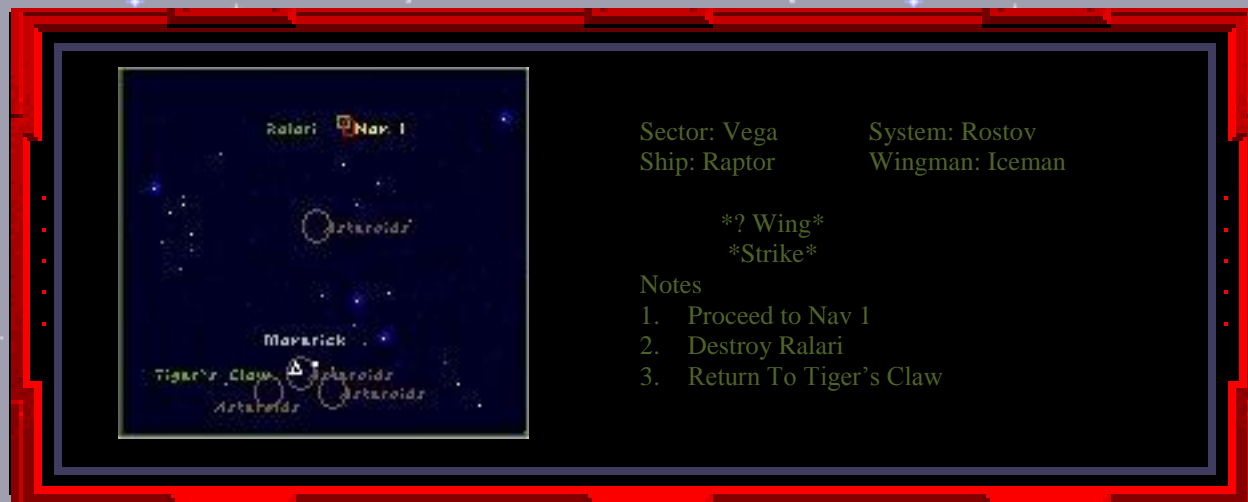 Ralari Nav 1
Asteroids
Maverick
Tiger's Claw Asteroids
Asteroids
Asteroids
Sector: Vega System: Rostov
Ship: Raptor Wingman: Iceman
*? Wing*
*Strike*
Notes
1. Proceed to Nav 1
2. Destroy Ralari
3. Return To Tiger's Claw